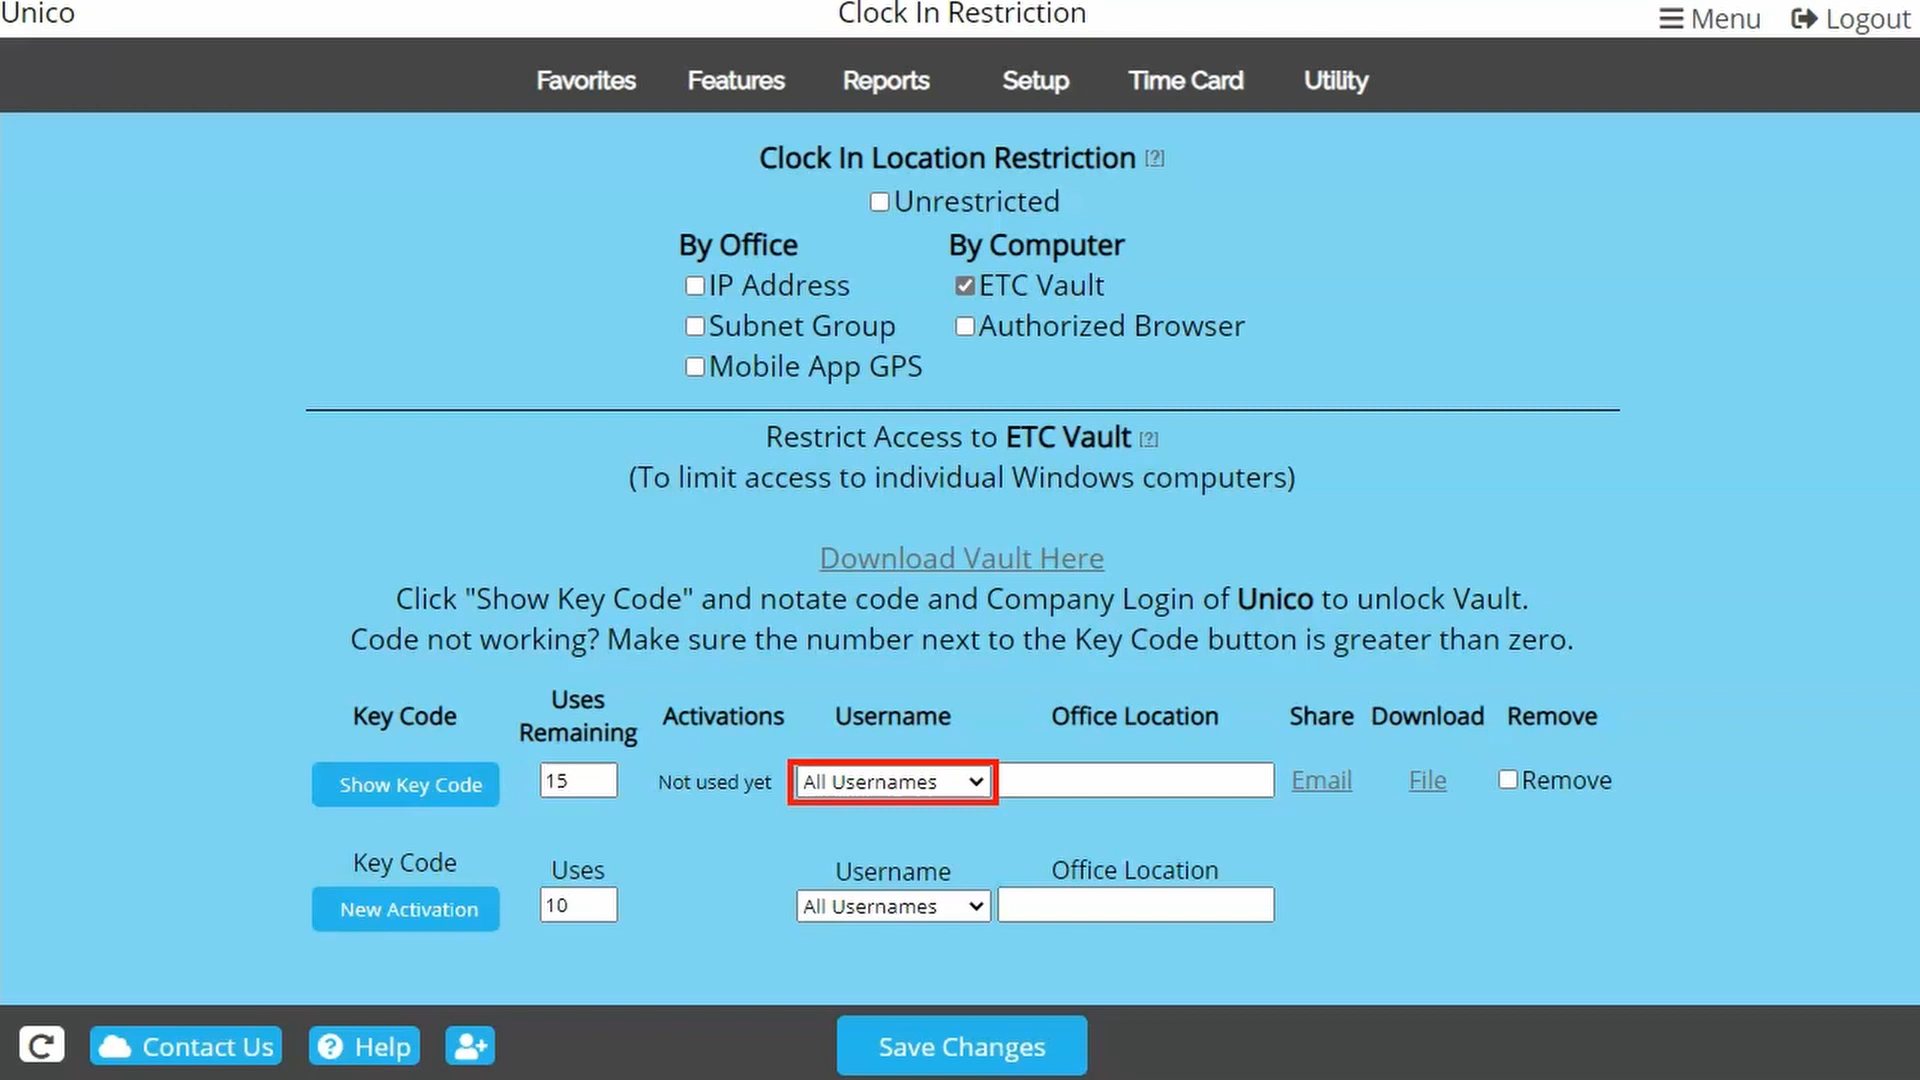 Unico
Clock In Restriction
Menu
Logout
Favorites
Features
Reports
Setup
Time Card
Utility
Clock In Location Restriction [?]
Unrestricted
By Office
By Computer
IP Address
ETC Vault
Subnet Group
Authorized Browser
Mobile App GPS
Restrict Access to ETC Vault [?]
(To limit access to individual Windows computers)
Download Vault Here
Click "Show Key Code" and notate code and Company Login of Unico to unlock Vault.
Code not working? Make sure the number next to the Key Code button is greater than zero.
Key Code
Uses
Remaining
Activations
Username
Office Location
Share
Download
Remove
Show Key Code
15
Not used yet
All Usernames
Email
File
Remove
Key Code
Uses
Username
Office Location
New Activation
10
All Usernames
Contact Us
Help
Save Changes